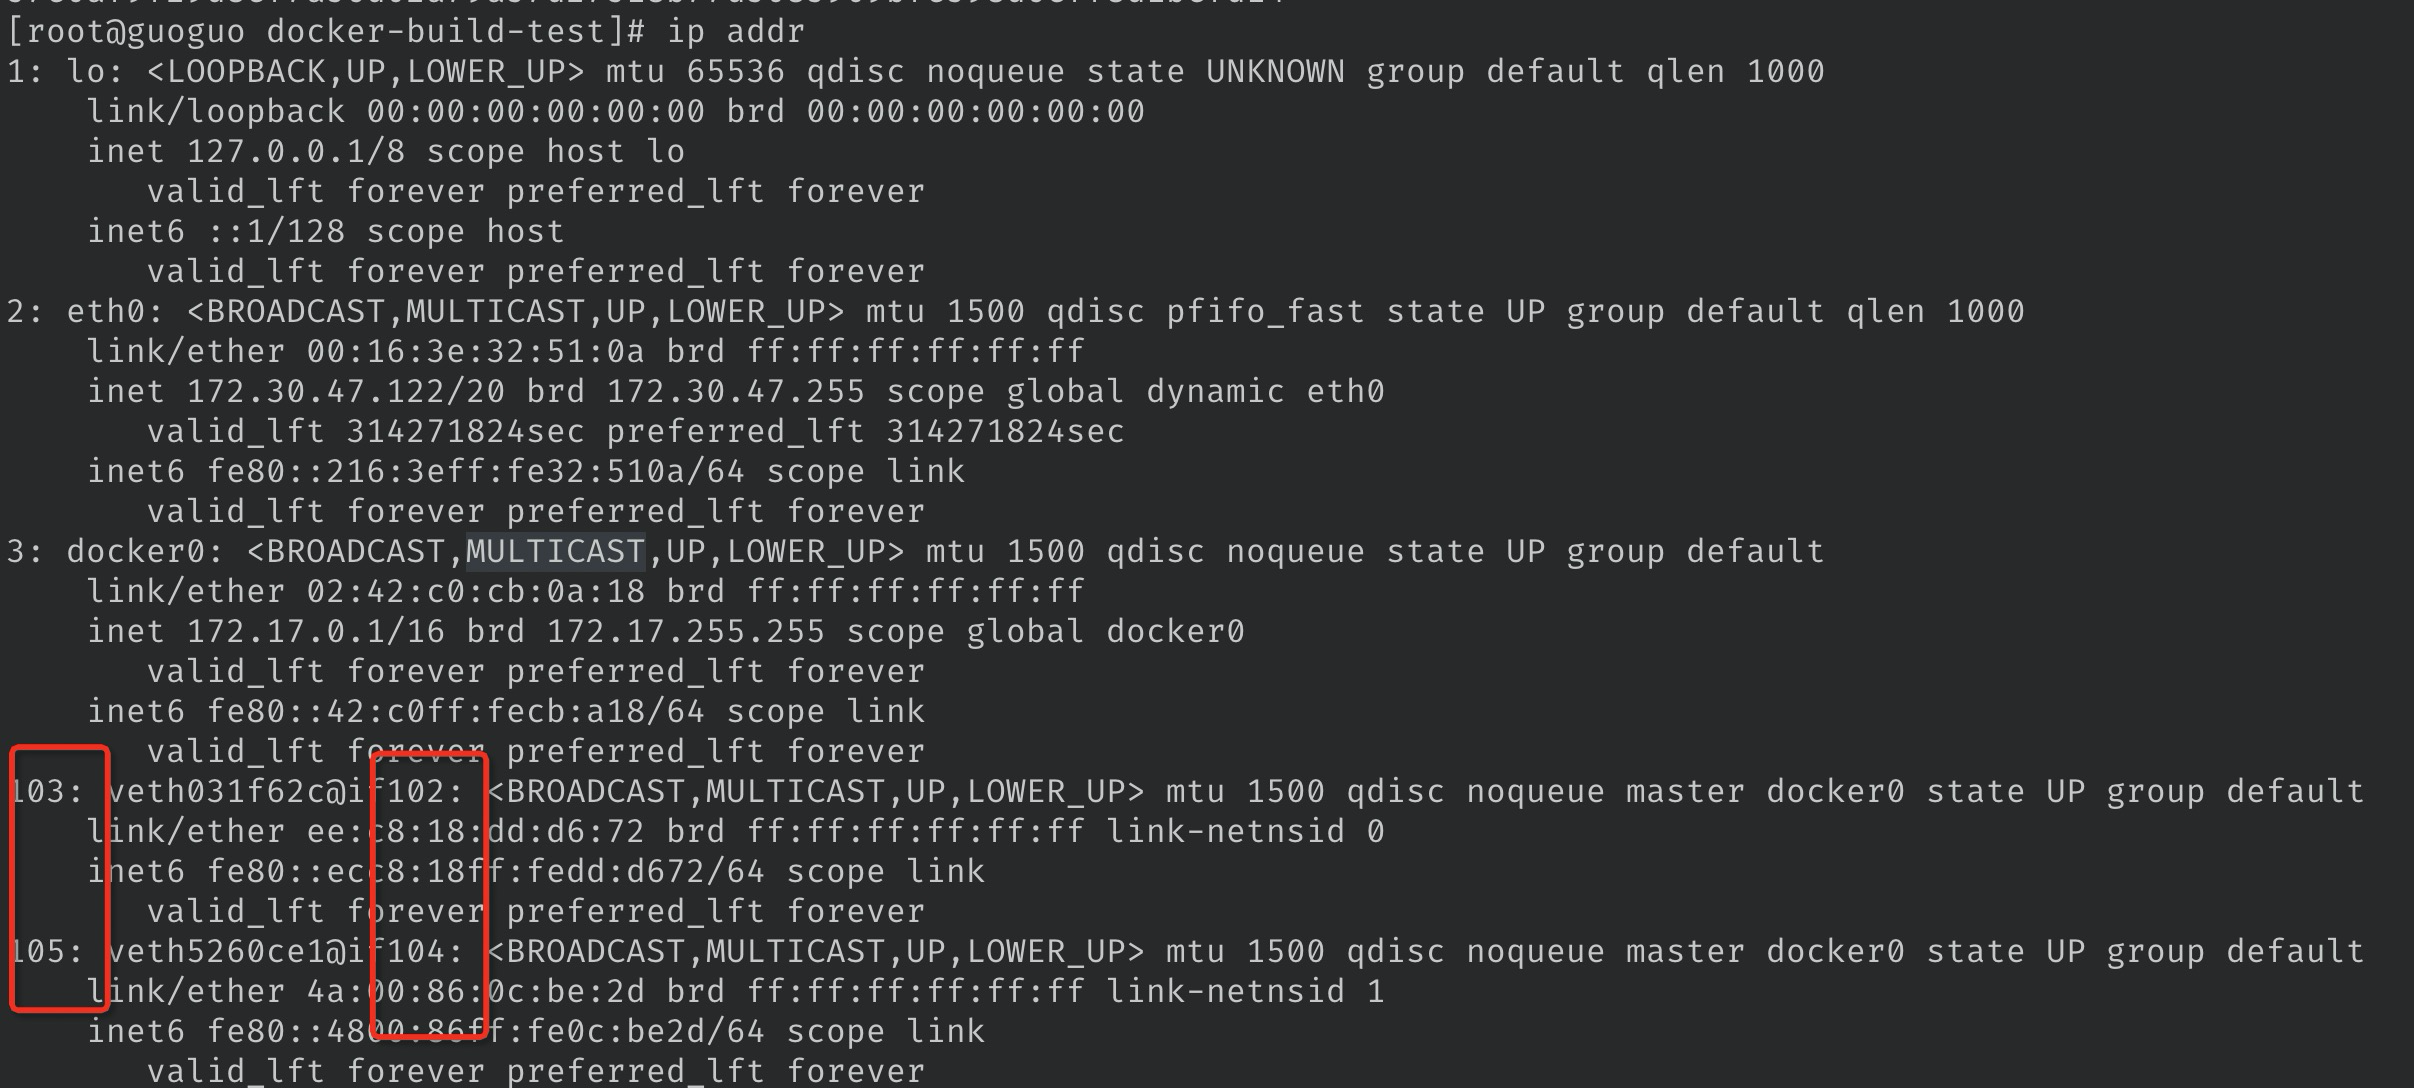 [root@guoguo docker-build-test]# ip addr
1: lo: <LOOPBACK,UP,LOWER_UP> mtu 65536 qdisc noqueue state UNKNOWN group default qlen 1000
    link/loopback 00:00:00:00:00:00 brd 00:00:00:00:00:00
    inet 127.0.0.1/8 scope host lo
       valid_lft forever preferred_lft forever
    inet6 ::1/128 scope host
       valid_lft forever preferred_lft forever
2: eth0: <BROADCAST,MULTICAST,UP,LOWER_UP> mtu 1500 qdisc pfifo_fast state UP group default qlen 1000
    link/ether 00:16:3e:32:51:0a brd ff:ff:ff:ff:ff:ff
    inet 172.30.47.122/20 brd 172.30.47.255 scope global dynamic eth0
       valid_lft 314271824sec preferred_lft 314271824sec
    inet6 fe80::216:3eff:fe32:510a/64 scope link
       valid_lft forever preferred_lft forever
3: docker0: <BROADCAST,MULTICAST,UP,LOWER_UP> mtu 1500 qdisc noqueue state UP group default
    link/ether 02:42:c0:cb:0a:18 brd ff:ff:ff:ff:ff:ff
    inet 172.17.0.1/16 brd 172.17.255.255 scope global docker0
       valid_lft forever preferred_lft forever
    inet6 fe80::42:c0ff:fecb:a18/64 scope link
       valid_lft forever preferred_lft forever
103: veth031f62c@if102: <BROADCAST,MULTICAST,UP,LOWER_UP> mtu 1500 qdisc noqueue master docker0 state UP group default
    link/ether ee:c8:18:dd:d6:72 brd ff:ff:ff:ff:ff:ff link-netnsid 0
    inet6 fe80::ecc8:18ff:fedd:d672/64 scope link
       valid_lft forever preferred_lft forever
105: veth5260ce1@if104: <BROADCAST,MULTICAST,UP,LOWER_UP> mtu 1500 qdisc noqueue master docker0 state UP group default
    link/ether 4a:00:86:0c:be:2d brd ff:ff:ff:ff:ff:ff link-netnsid 1
    inet6 fe80::4800:86ff:fe0c:be2d/64 scope link
       valid_lft forever preferred_lft forever